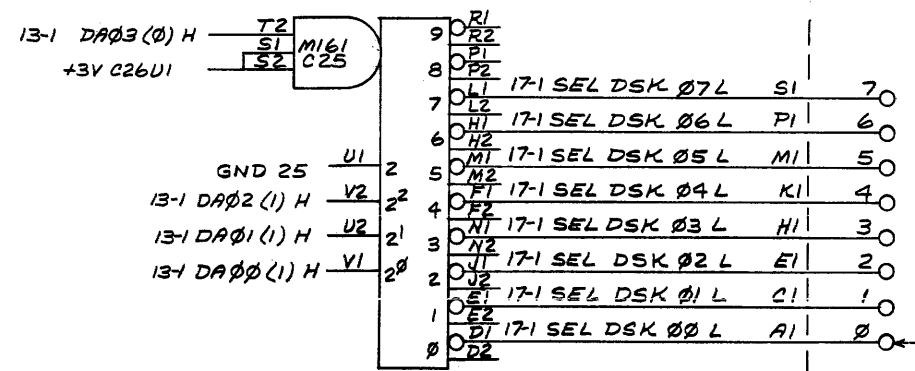 R1
13-1 DAØ3 (Ø) H T2 9 R2
S1 M161 P1
+3V C26U1 S2 C25 8 P2
7 L1 17-1 SEL DSK Ø7 L S1 7
L2
6 H1 17-1 SEL DSK Ø6 L P1 6
H2
GND 25 U1 2 5 M1 17-1 SEL DSK Ø5 L M1 5
M2
13-1 DAØ2 (1) H V2 2² 4 F1 17-1 SEL DSK Ø4 L K1 4
F2
13-1 DAØ1 (1) H U2 2¹ 3 N1 17-1 SEL DSK Ø3 L H1 3
N2
13-1 DAØØ (1) H V1 2Ø 2 J1 17-1 SEL DSK Ø2 L E1 2
J2
1 E1 17-1 SEL DSK Ø1 L C1 1
E2
Ø D1 17-1 SEL DSK ØØ L A1 Ø
D2